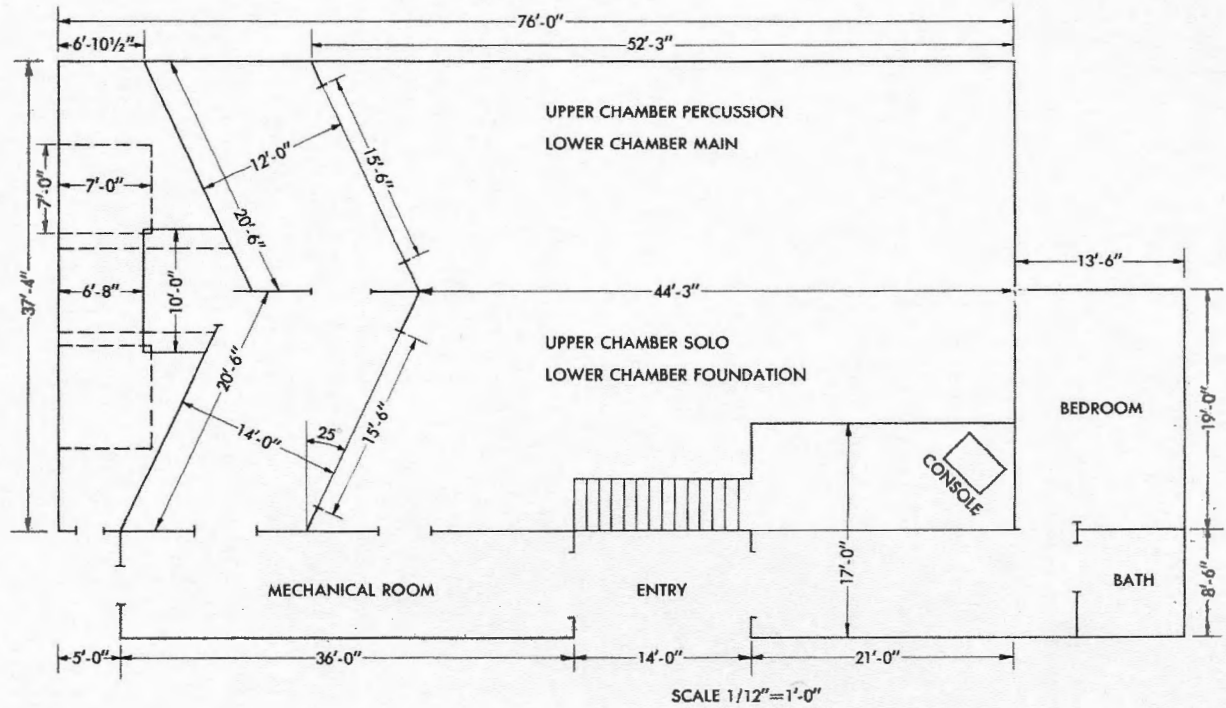 76'-0"
6'-10½"
52'-3"
UPPER CHAMBER PERCUSSION
LOWER CHAMBER MAIN
12'-0"
15'-6"
7'-0"
7'-0"
20'-6"
37'-4"
6'-8"
10'-0"
44'-3"
13'-6"
UPPER CHAMBER SOLO
LOWER CHAMBER FOUNDATION
20'-6"
14'-0"
25
15'-6"
BEDROOM
19'-0"
CONSOLE
MECHANICAL ROOM
ENTRY
17'-0"
BATH
8'-6"
5'-0"
36'-0"
14'-0"
21'-0"
SCALE 1/12"=1'-0"